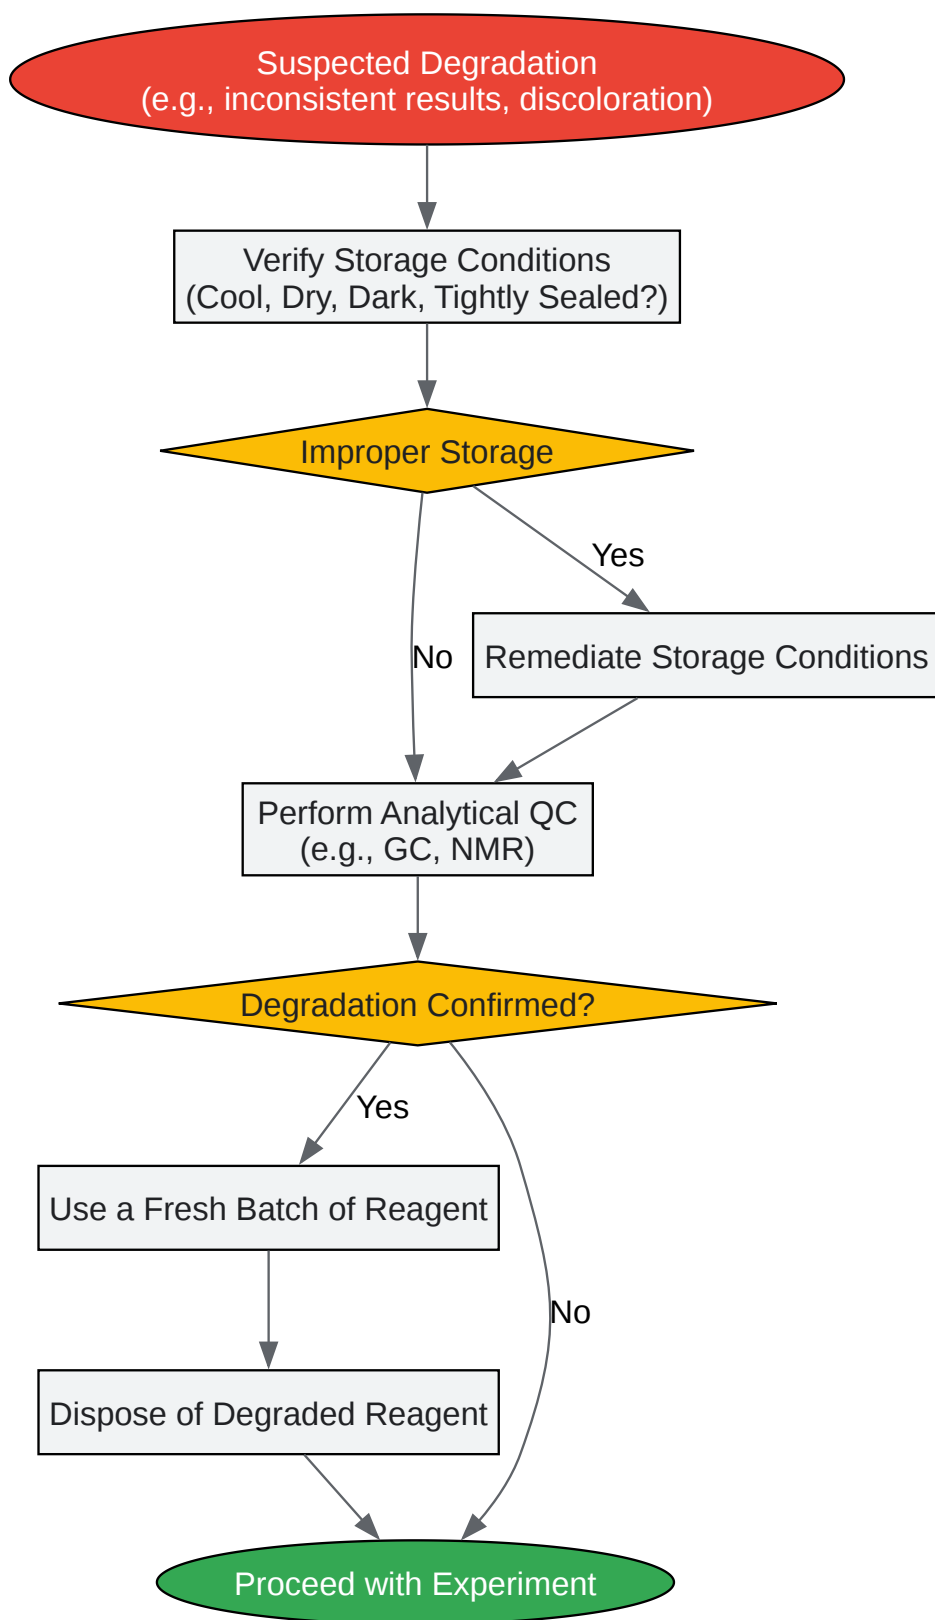 Suspected Degradation
(e.g., inconsistent results, discoloration)
Verify Storage Conditions
(Cool, Dry, Dark, Tightly Sealed?)
Improper Storage
Yes
No
Remediate Storage Conditions
Perform Analytical QC
(e.g., GC, NMR)
Degradation Confirmed?
Yes
Use a Fresh Batch of Reagent
No
Dispose of Degraded Reagent
Proceed with Experiment